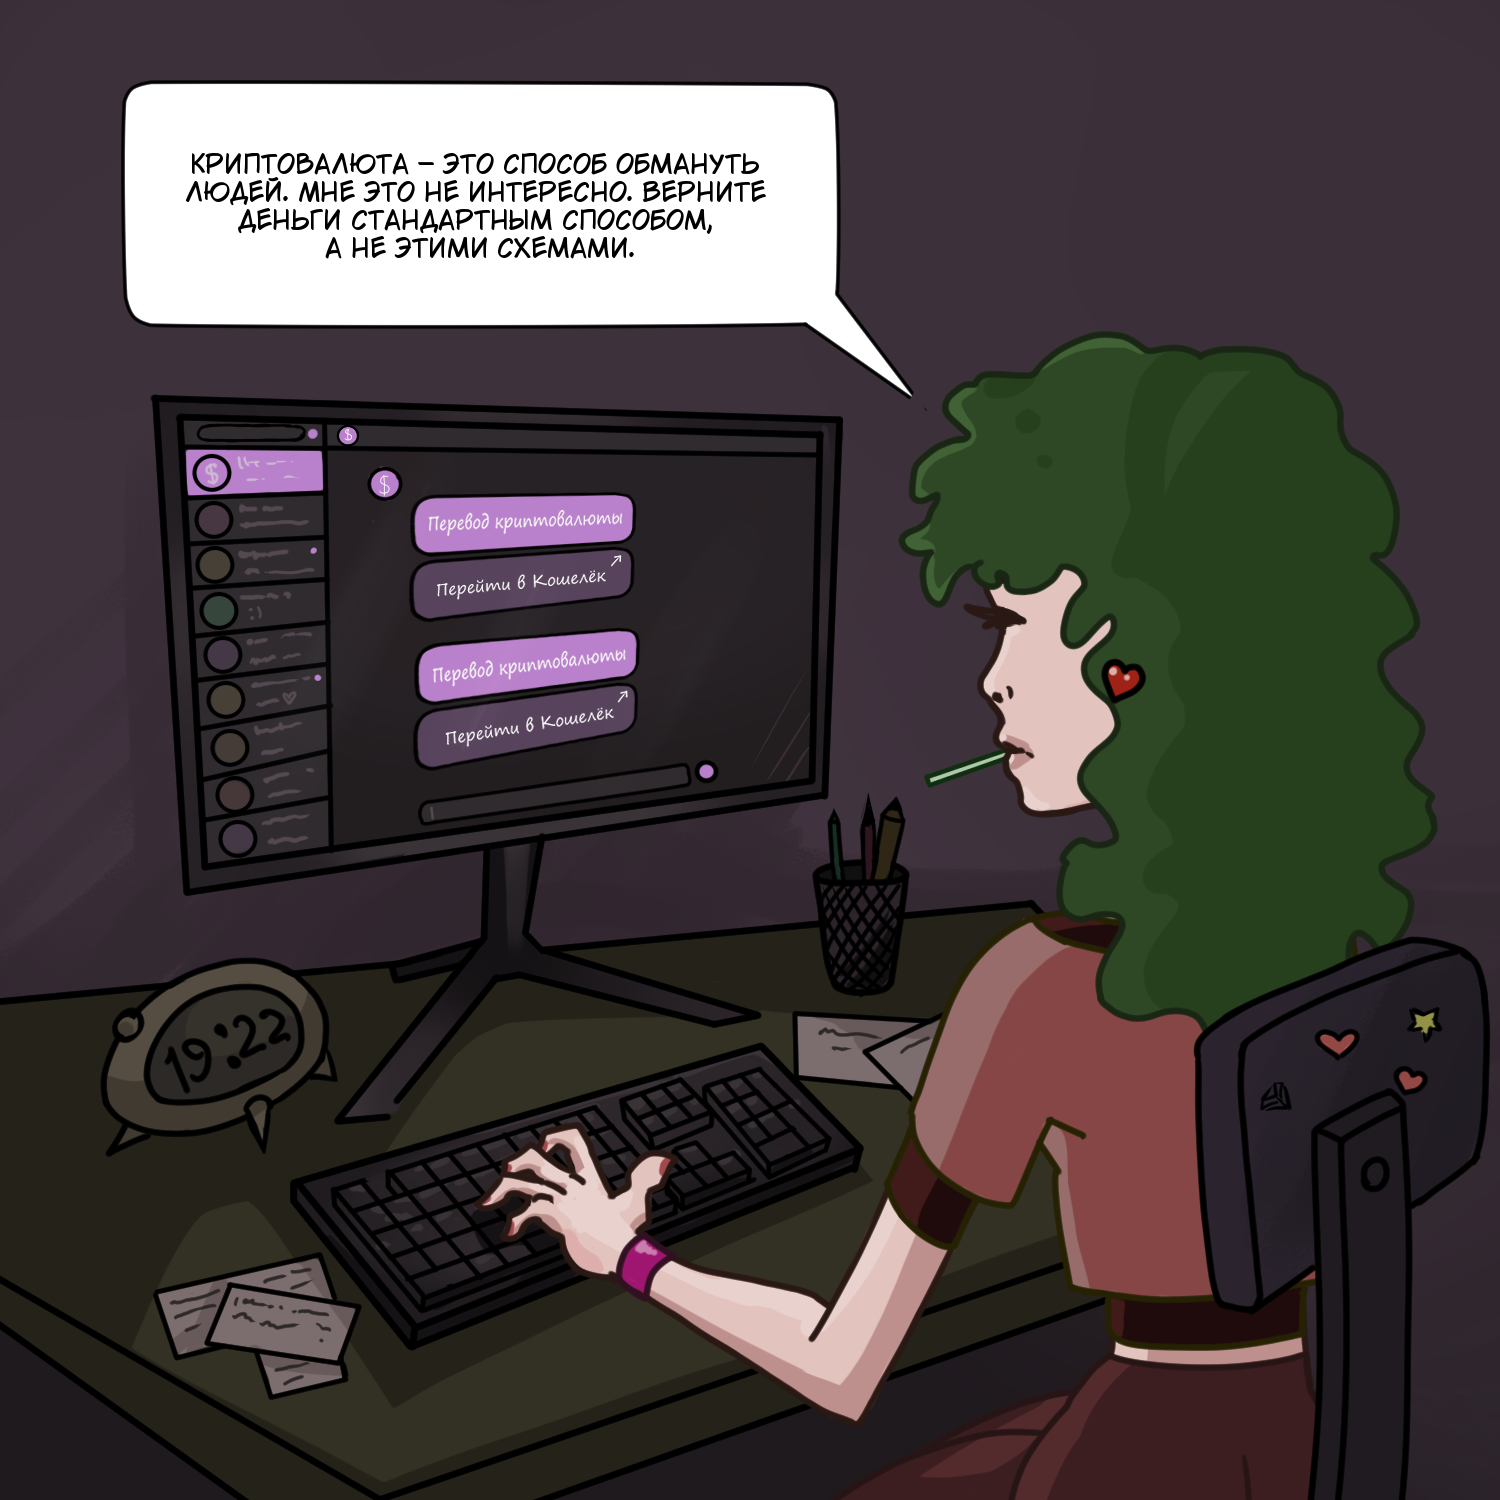 КРИПТОВАЛЮТА – ЭТО СПОСОБ ОБМАНУТЬ
ЛЮДЕЙ. МНЕ ЭТО НЕ ИНТЕРЕСНО. ВЕРНИТЕ
ДЕНЬГИ СТАНДАРТНЫМ СПОСОБОМ,
А НЕ ЭТИМИ СХЕМАМИ.
$
$
$
Перевод криптовалюты
Перейти в Кошелёк
:)
Перевод криптовалюты
Перейти в Кошелёк
19:22